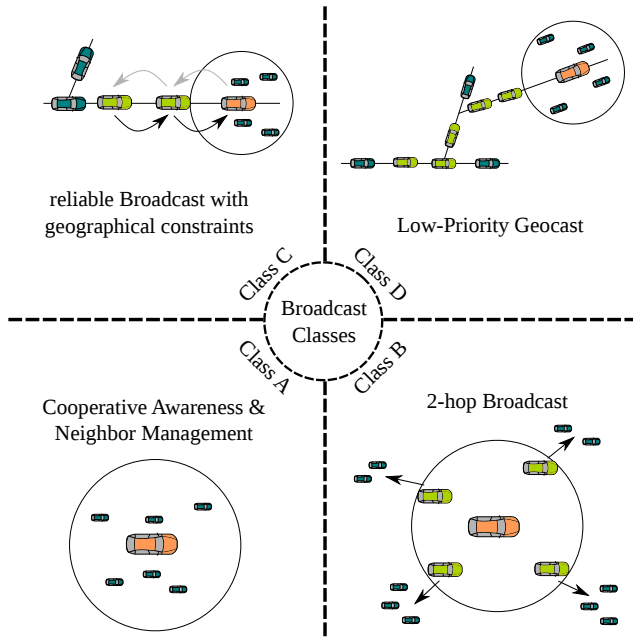 reliable Broadcast with
geographical constraints
Low-Priority Geocast
Class C
Class D
Broadcast
Classes
Class A
Class B
Cooperative Awareness &
Neighbor Management
2-hop Broadcast